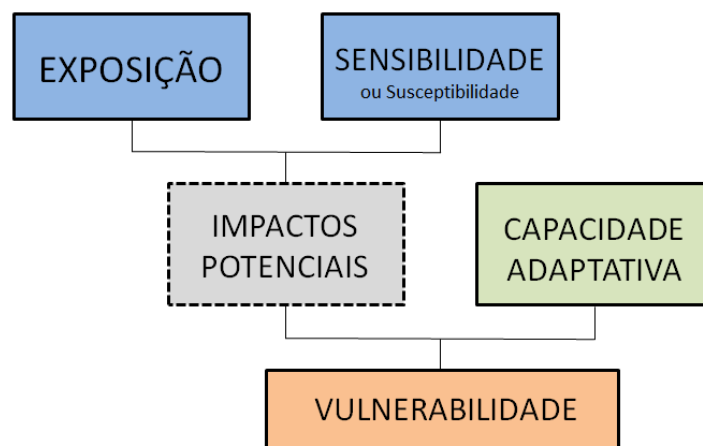 EXPOSIÇÃO
SENSIBILIDADE
ou Susceptibilidade
IMPACTOS
POTENCIAIS
CAPACIDADE
ADAPTATIVA
VULNERABILIDADE